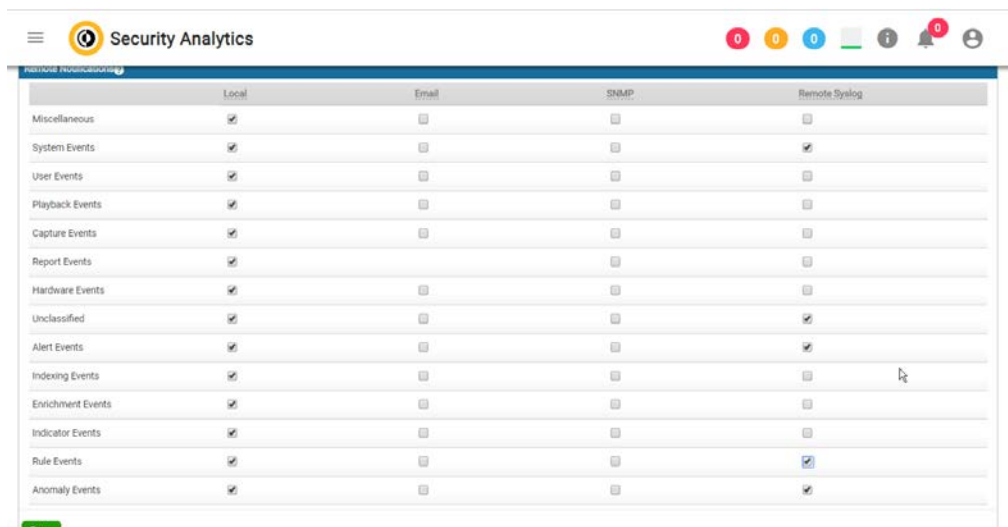 Security Analytics
0 0 0 0
Remote Notifications
Local Email SNMP Remote Syslog
Miscellaneous
System Events
User Events
Playback Events
Capture Events
Report Events
Hardware Events
Unclassified
Alert Events
Indexing Events
Enrichment Events
Indicator Events
Rule Events
Anomaly Events